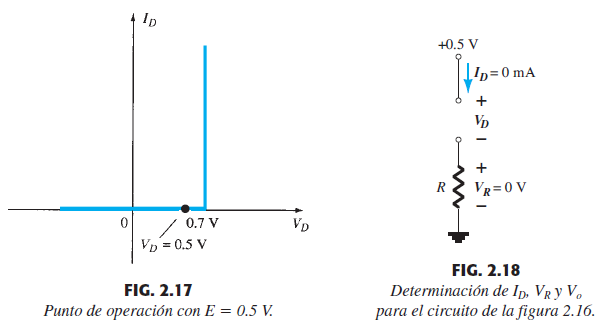 I_D
0
0.7 V
V_D
V_D = 0.5 V
FIG. 2.17
Punto de operación con E = 0.5 V.
+0.5 V
I_D = 0 mA
+
V_D
−
+
R
V_R = 0 V
−
FIG. 2.18
Determinación de I_D, V_R y V_o
para el circuito de la figura 2.16.